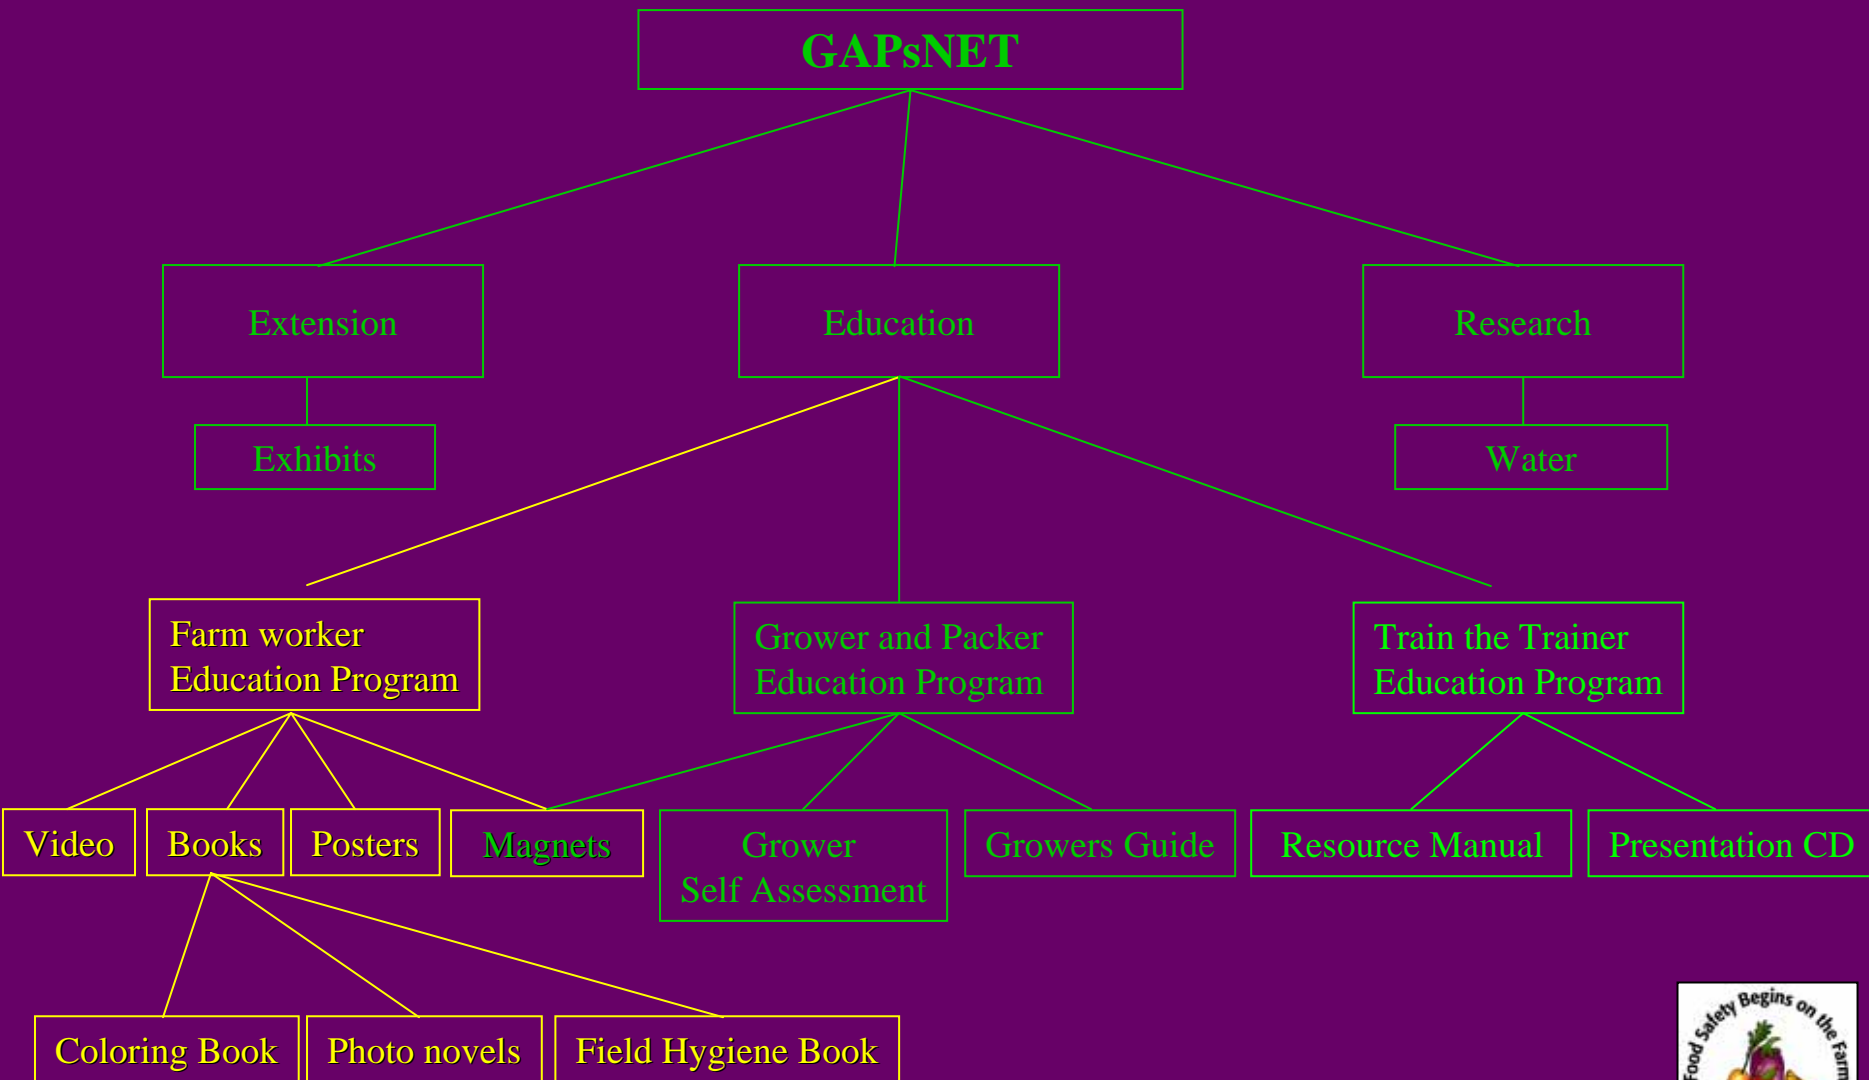 GAPsNET
Extension
Education
Research
Exhibits
Water
Farm worker
Education Program
Grower and Packer
Education Program
Train the Trainer
Education Program
Video
Books
Posters
Magnets
Grower
Self Assessment
Growers Guide
Resource Manual
Presentation CD
Coloring Book
Photo novels
Field Hygiene Book
Food Safety Begins on the Farm